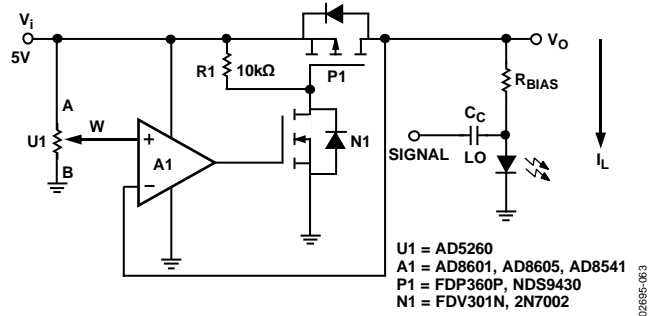 Vi
5V
A
U1
W
B
R1
10kΩ
P1
+
A1
−
N1
VO
RBIAS
CC
SIGNAL
LO
IL
U1 = AD5260
A1 = AD8601, AD8605, AD8541
P1 = FDP360P, NDS9430
N1 = FDV301N, 2N7002
02695-063